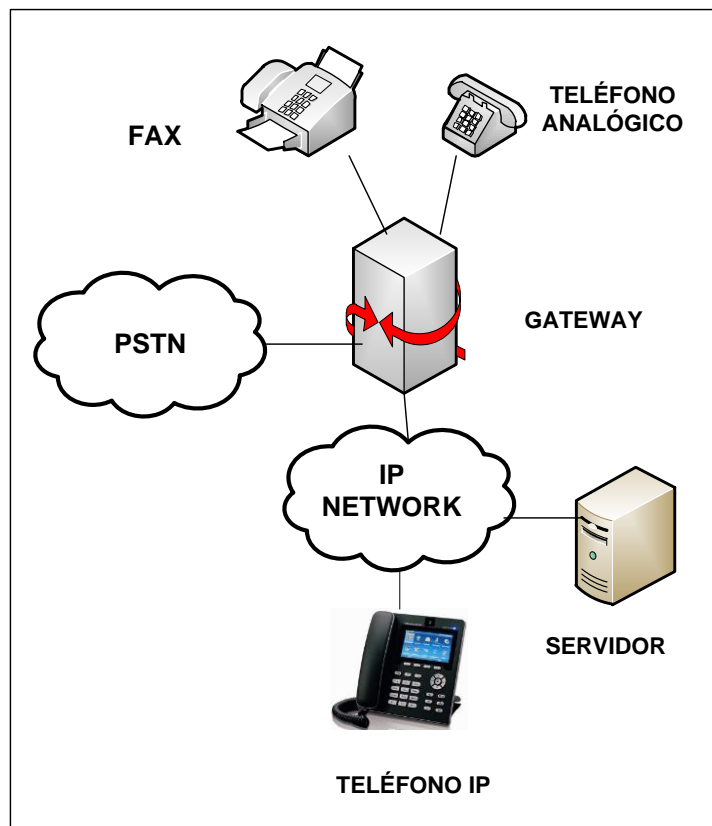 FAX
TELÉFONO
ANALÓGICO
GATEWAY
PSTN
IP
NETWORK
SERVIDOR
TELÉFONO IP